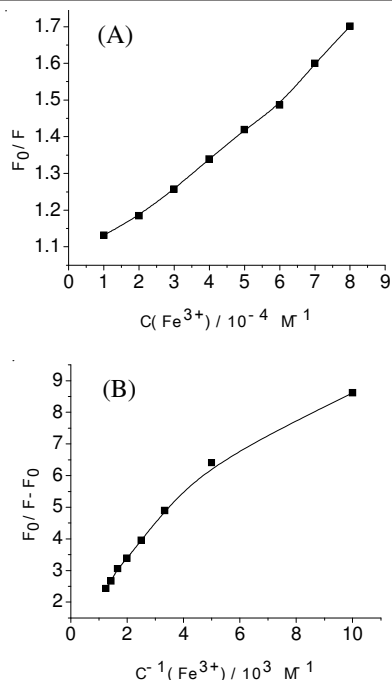 (A)
1.7
1.6
1.5
1.4
1.3
1.2
1.1
F0/F
0 1 2 3 4 5 6 7 8 9
C(Fe3+)/10-4 M-1
(B)
9
8
7
6
5
4
3
2
F0/F-F0
0 2 4 6 8 10
C-1(Fe3+)/103 M-1